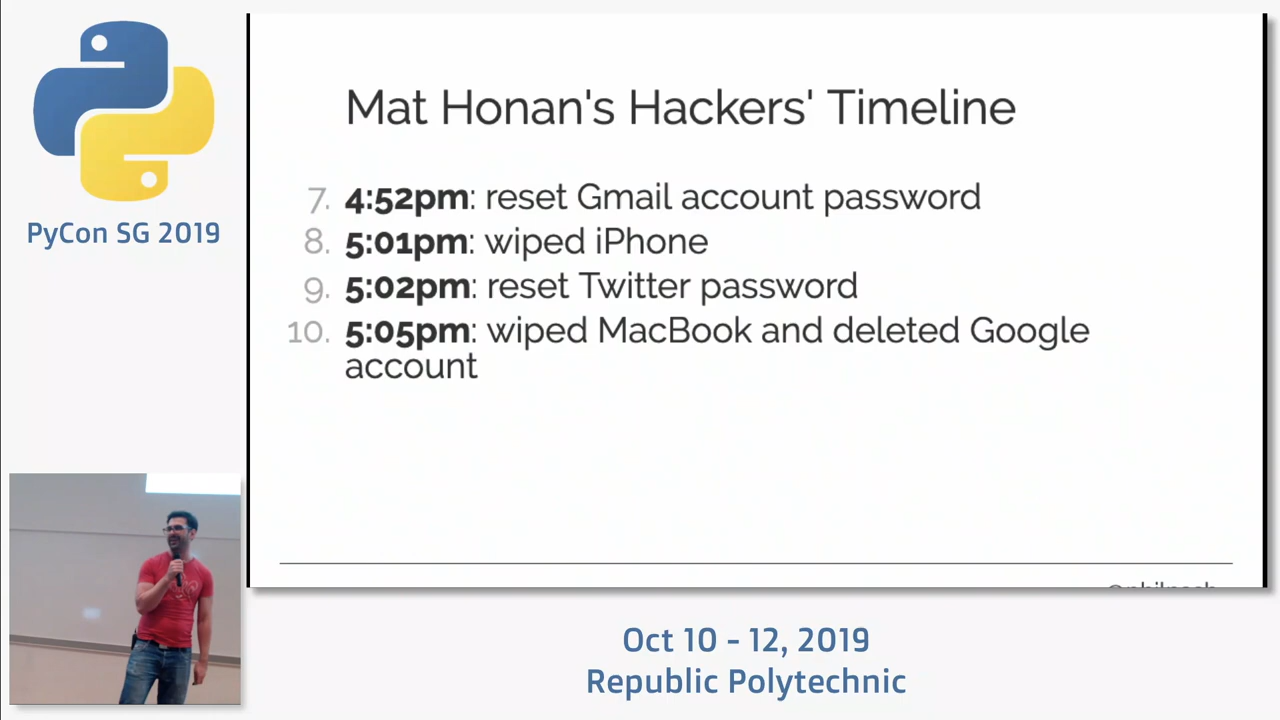 Mat Honan's Hackers' Timeline
7. 4:52pm: reset Gmail account password
8. 5:01pm: wiped iPhone
9. 5:02pm: reset Twitter password
10. 5:05pm: wiped MacBook and deleted Google
account
PyCon SG 2019
Oct 10 - 12, 2019
Republic Polytechnic